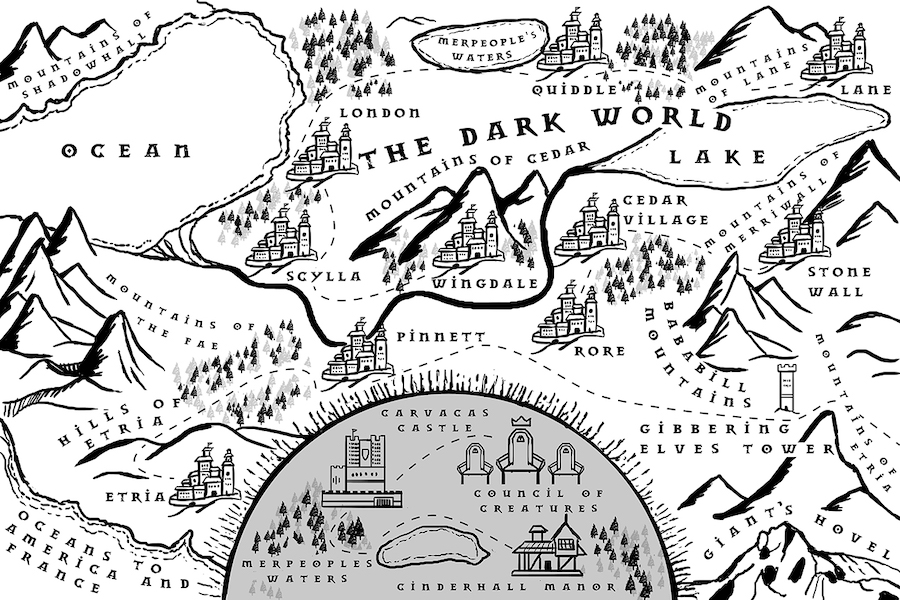 MOUNTAINS OF
SHADOWHALL
MERPEOPLE'S
WATERS
QUIDDLE
MOUNTAINS
OF LANE
LANE
LONDON
OCEAN
THE DARK WORLD
LAKE
MOUNTAINS OF CEDAR
CEDAR
VILLAGE
MOUNTAINS OF
MERRIWALL
SCYLLA
WINGDALE
STONE
WALL
MOUNTAINS OF
THE FAE
PINNETT
RORE
BABABILL
MOUNTAINS
MOUNTAINS OF
ETRIA
HILLS OF
ETRIA
GIBBERING
ELVES TOWER
CARVACAS
CASTLE
COUNCIL OF
CREATURES
ETRIA
GIANT'S HOVEL
OCEANS TO
AMERICA AND
FRANCE
MERPEOPLES
WATERS
CINDERHALL MANOR